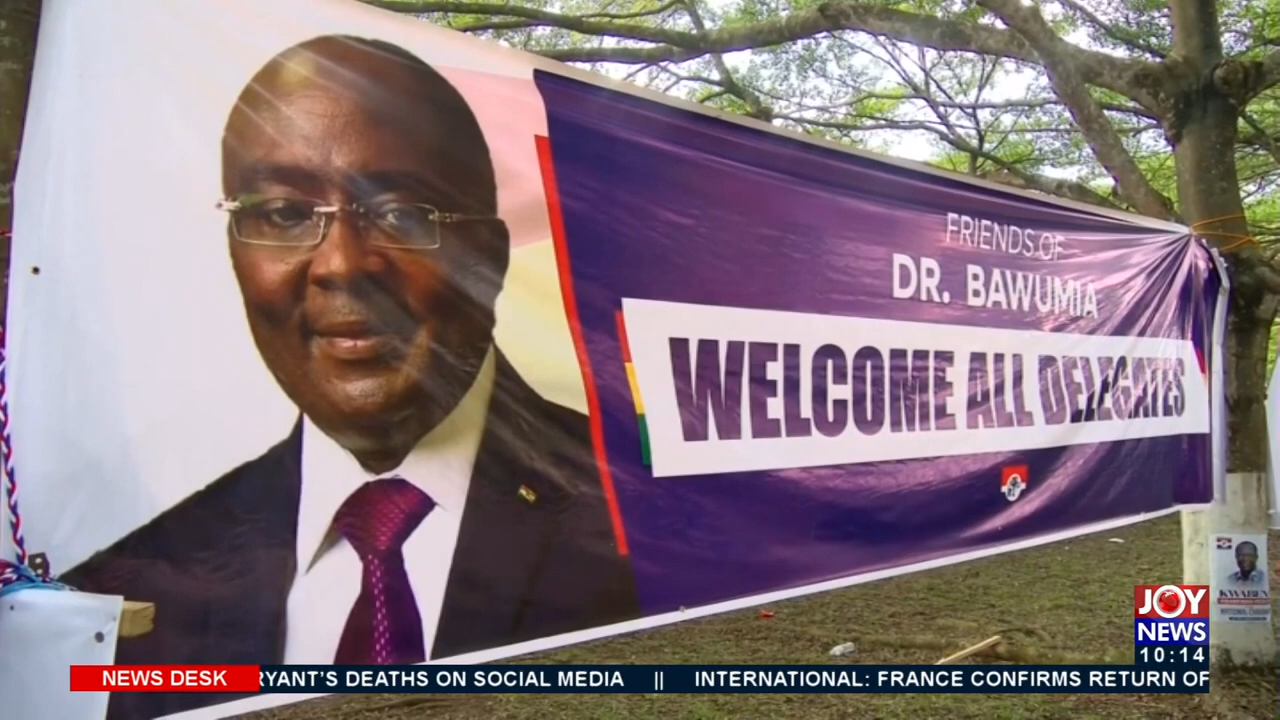 FRIENDS OF
DR. BAWUMIA
WELCOME ALL DELEGATES
KWABEN
JOY
NEWS
10:14
NEWS DESK
RYANT'S DEATHS ON SOCIAL MEDIA || INTERNATIONAL: FRANCE CONFIRMS RETURN OF